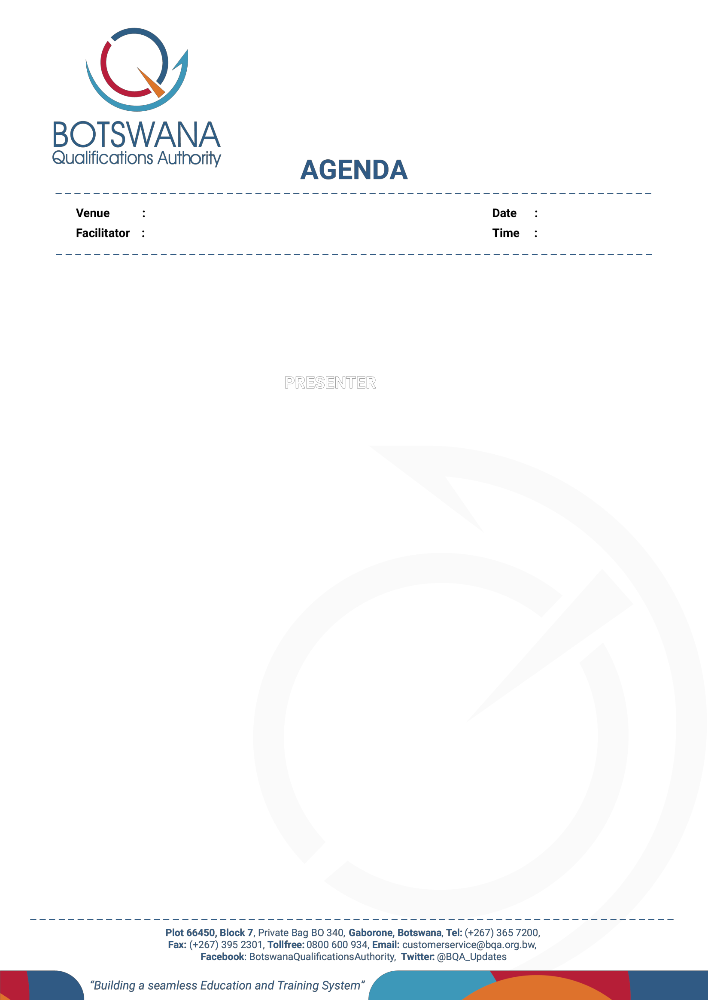 BOTSWANA
Qualifications Authority
AGENDA
Venue :
Date :
Facilitator :
Time :
PRESENTER
Plot 66450, Block 7, Private Bag BO 340, Gaborone, Botswana, Tel: (+267) 365 7200,
Fax: (+267) 395 2301, Tollfree: 0800 600 934, Email: customerservice@bqa.org.bw,
Facebook: BotswanaQualificationsAuthority, Twitter: @BQA_Updates
“Building a seamless Education and Training System”